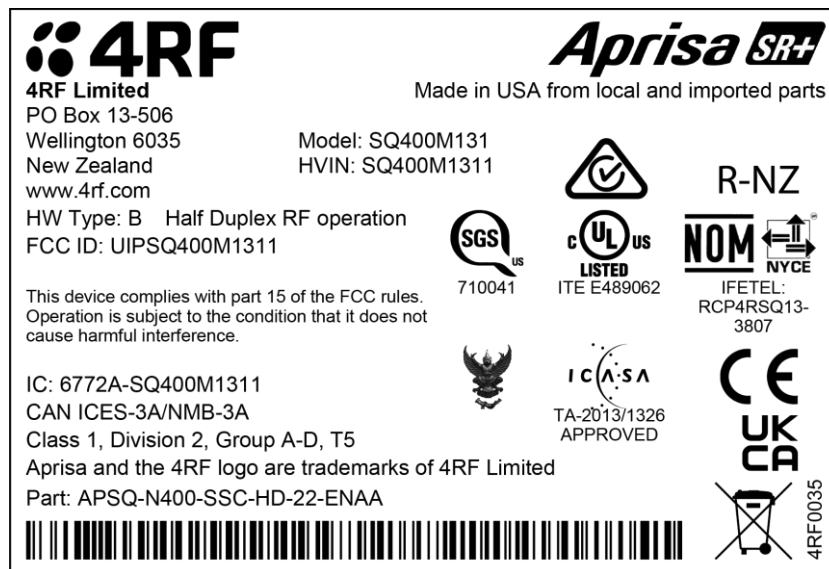 4RF
Aprisa SR+
4RF Limited
Made in USA from local and imported parts
PO Box 13-506
Wellington 6035
New Zealand
www.4rf.com
Model: SQ400M131
HVIN: SQ400M1311
R-NZ
HW Type: B Half Duplex RF operation
FCC ID: UIPSQ400M1311
SGS US
710041
C UL US
LISTED
ITE E489062
NOM
NYCE
IFETEL:
RCP4RSQ13-
3807
This device complies with part 15 of the FCC rules.
Operation is subject to the condition that it does not
cause harmful interference.
ICASA
TA-2013/1326
APPROVED
CE
UK
CA
IC: 6772A-SQ400M1311
CAN ICES-3A/NMB-3A
Class 1, Division 2, Group A-D, T5
Aprisa and the 4RF logo are trademarks of 4RF Limited
Part: APSQ-N400-SSC-HD-22-ENAA
4RF0035